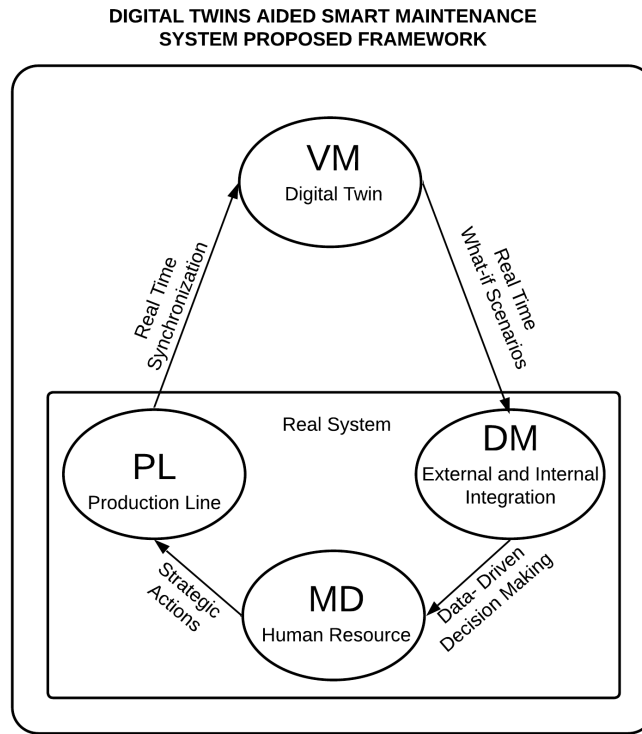 DIGITAL TWINS AIDED SMART MAINTENANCE
SYSTEM PROPOSED FRAMEWORK
VM
Digital Twin
Real Time
Synchronization
Real Time
What-if Scenarios
Real System
PL
Production Line
DM
External and Internal
Integration
Strategic
Actions
MD
Human Resource
Data- Driven
Decision Making